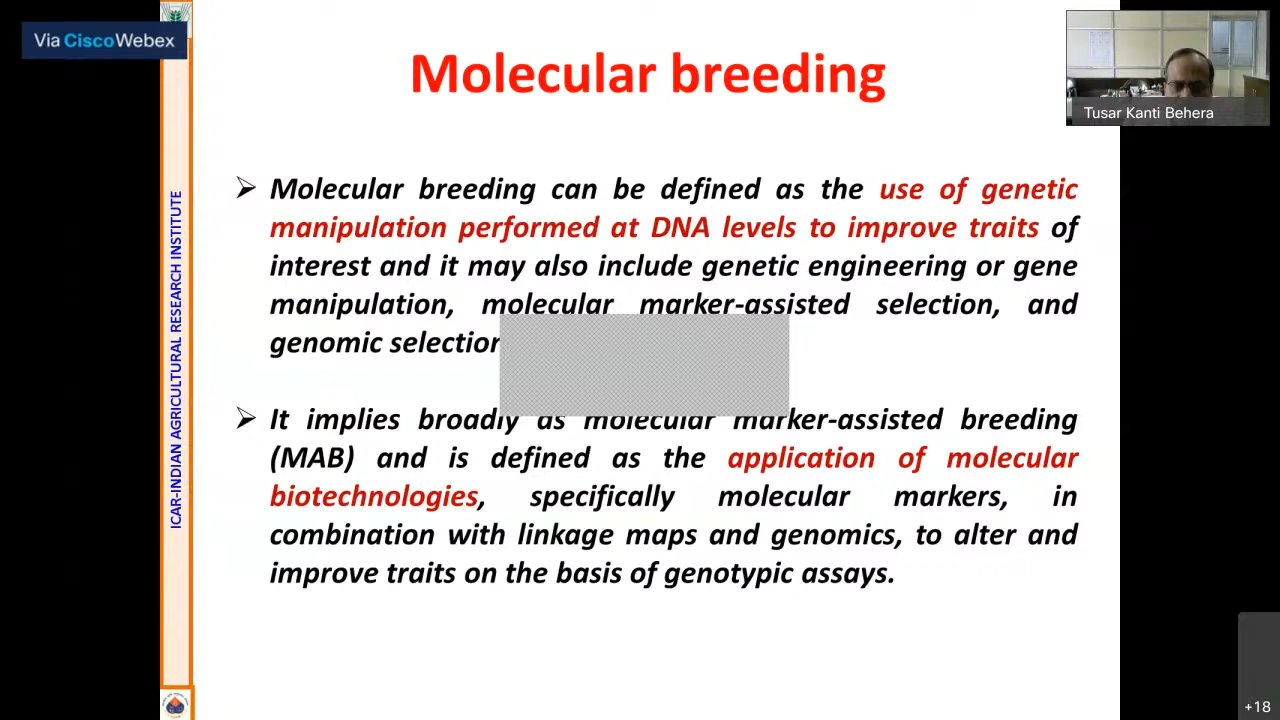 Via CiscoWebex
Molecular breeding
Tusar Kanti Behera
ICAR-INDIAN AGRICULTURAL RESEARCH INSTITUTE
➢ Molecular breeding can be defined as the use of genetic
manipulation performed at DNA levels to improve traits of
interest and it may also include genetic engineering or gene
manipulation, molecular marker-assisted selection, and
genomic selection
➢ It implies broadly as molecular marker-assisted breeding
(MAB) and is defined as the application of molecular
biotechnologies, specifically molecular markers, in
combination with linkage maps and genomics, to alter and
improve traits on the basis of genotypic assays.
+18